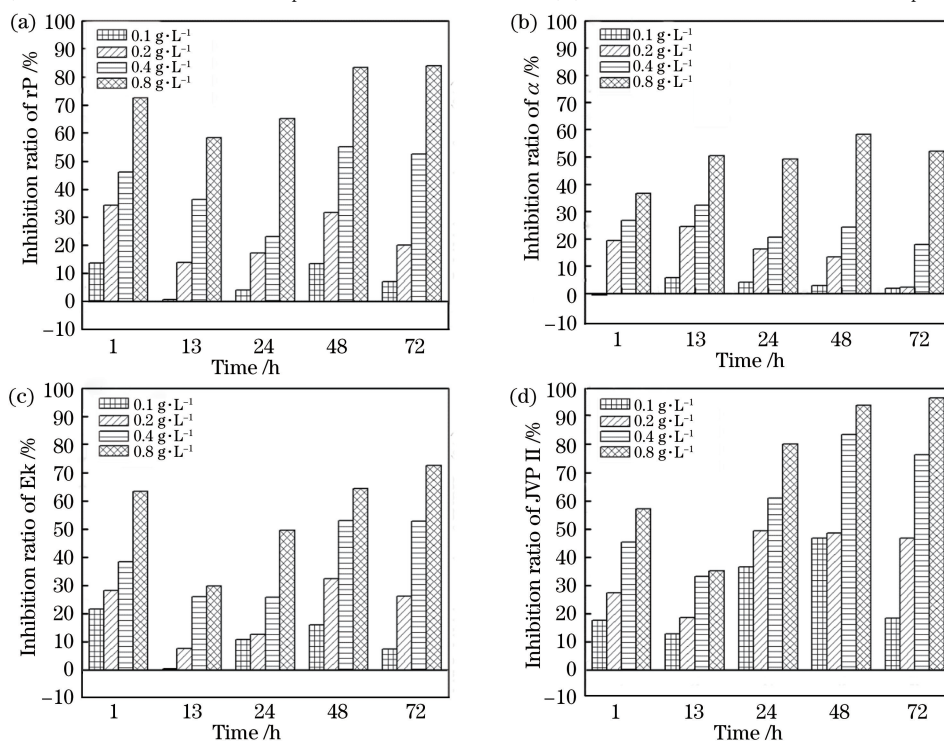 (a)
Inhibition ratio of rP /%
100
90
80
70
60
50
40
30
20
10
0
−10
0.1 g·L⁻¹
0.2 g·L⁻¹
0.4 g·L⁻¹
0.8 g·L⁻¹
1 13 24 48 72
Time /h
(b)
Inhibition ratio of α /%
100
90
80
70
60
50
40
30
20
10
0
−10
0.1 g·L⁻¹
0.2 g·L⁻¹
0.4 g·L⁻¹
0.8 g·L⁻¹
1 13 24 48 72
Time /h
(c)
Inhibition ratio of Ek /%
100
90
80
70
60
50
40
30
20
10
0
−10
0.1 g·L⁻¹
0.2 g·L⁻¹
0.4 g·L⁻¹
0.8 g·L⁻¹
1 13 24 48 72
Time /h
(d)
Inhibition ratio of JVP II /%
100
90
80
70
60
50
40
30
20
10
0
−10
0.1 g·L⁻¹
0.2 g·L⁻¹
0.4 g·L⁻¹
0.8 g·L⁻¹
1 13 24 48 72
Time /h